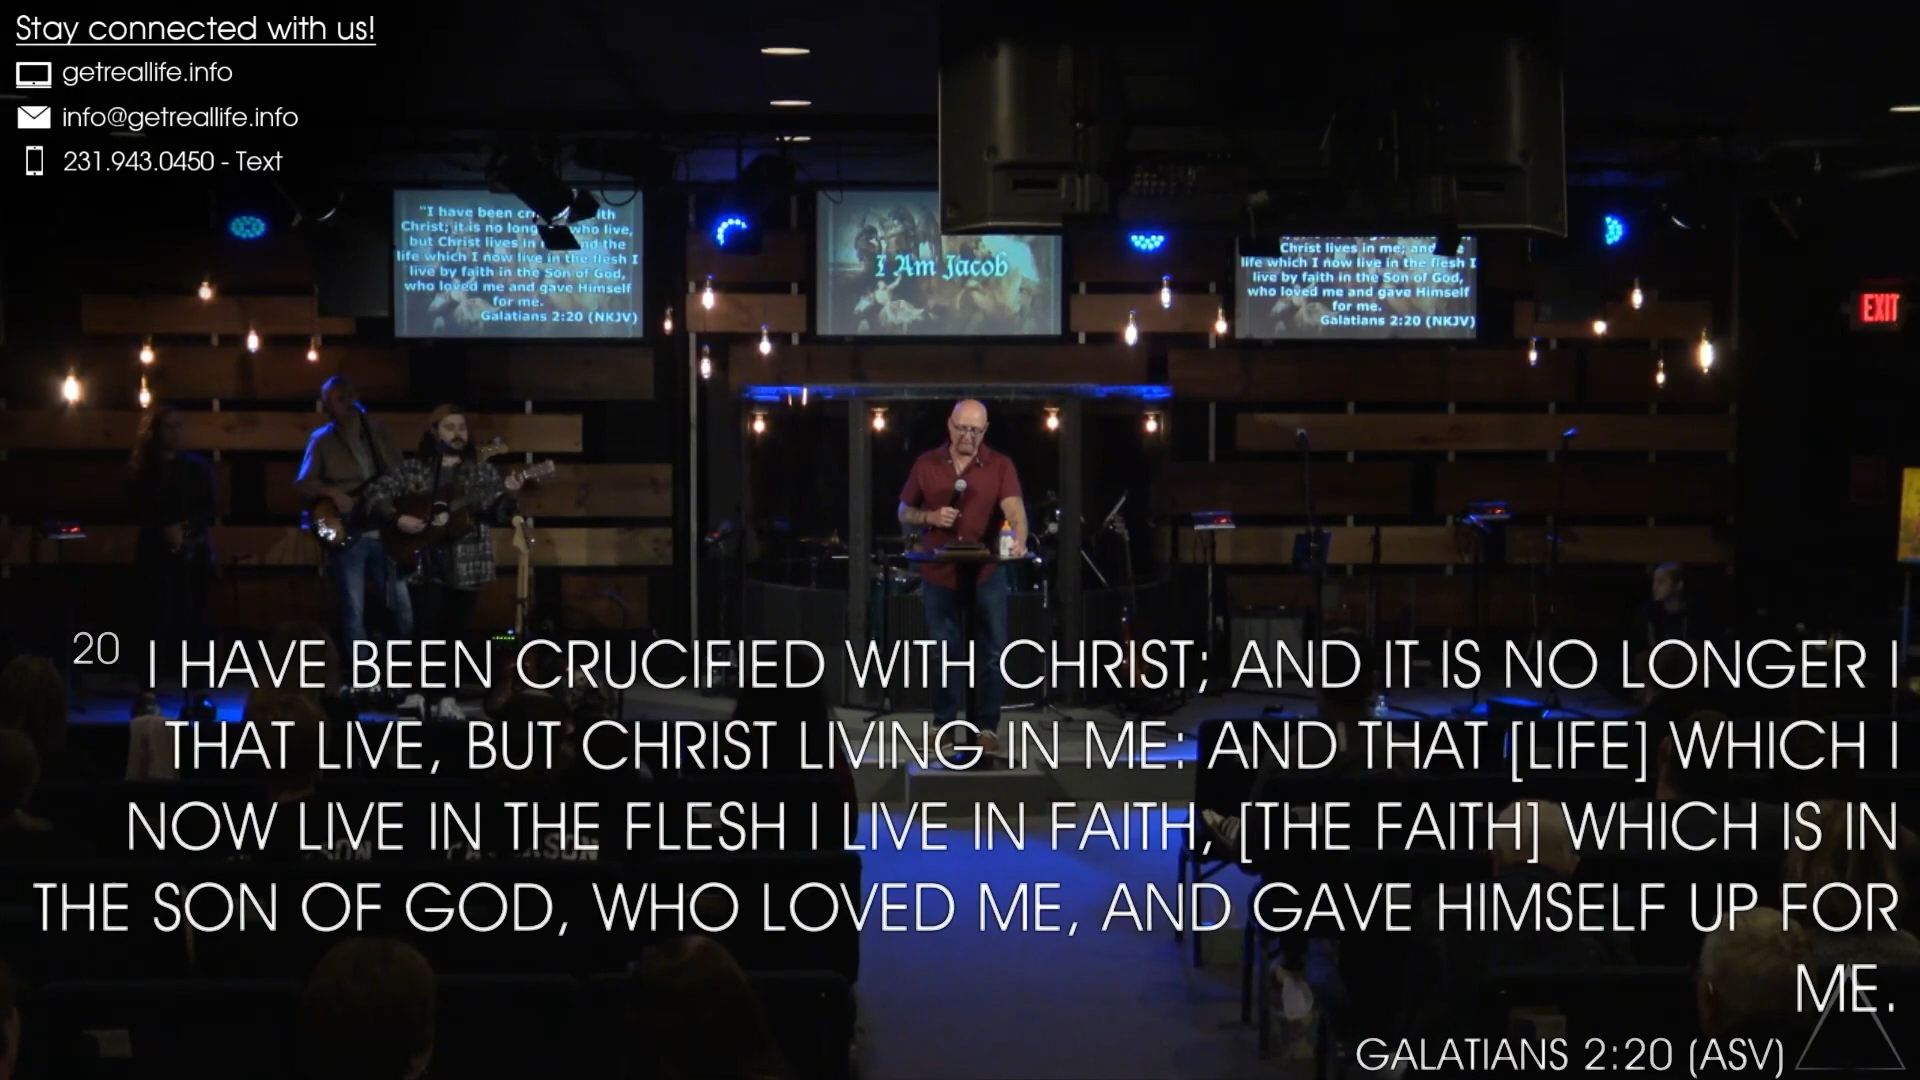 Stay connected with us!
getreallife.info
info@getreallife.info
231.943.0450 - Text
"I have been ith
Christ; it is no who live,
but Christ lives in and the
life which I now live in the flesh I
live by faith in the Son of God,
who loved me and gave Himself
for me.
Galatians 2:20 (NKJV)
I Am Jacob
Christ lives in me; and
life which I now live in the flesh I
live by faith in the Son of God,
who loved me and gave Himself
for me.
Galatians 2:20 (NKJV)
EXIT
20 I HAVE BEEN CRUCIFIED WITH CHRIST; AND IT IS NO LONGER I
THAT LIVE, BUT CHRIST LIVING IN ME: AND THAT [LIFE] WHICH I
NOW LIVE IN THE FLESH I LIVE IN FAITH, [THE FAITH] WHICH IS IN
THE SON OF GOD, WHO LOVED ME, AND GAVE HIMSELF UP FOR
ME.
GALATIANS 2:20 (ASV)